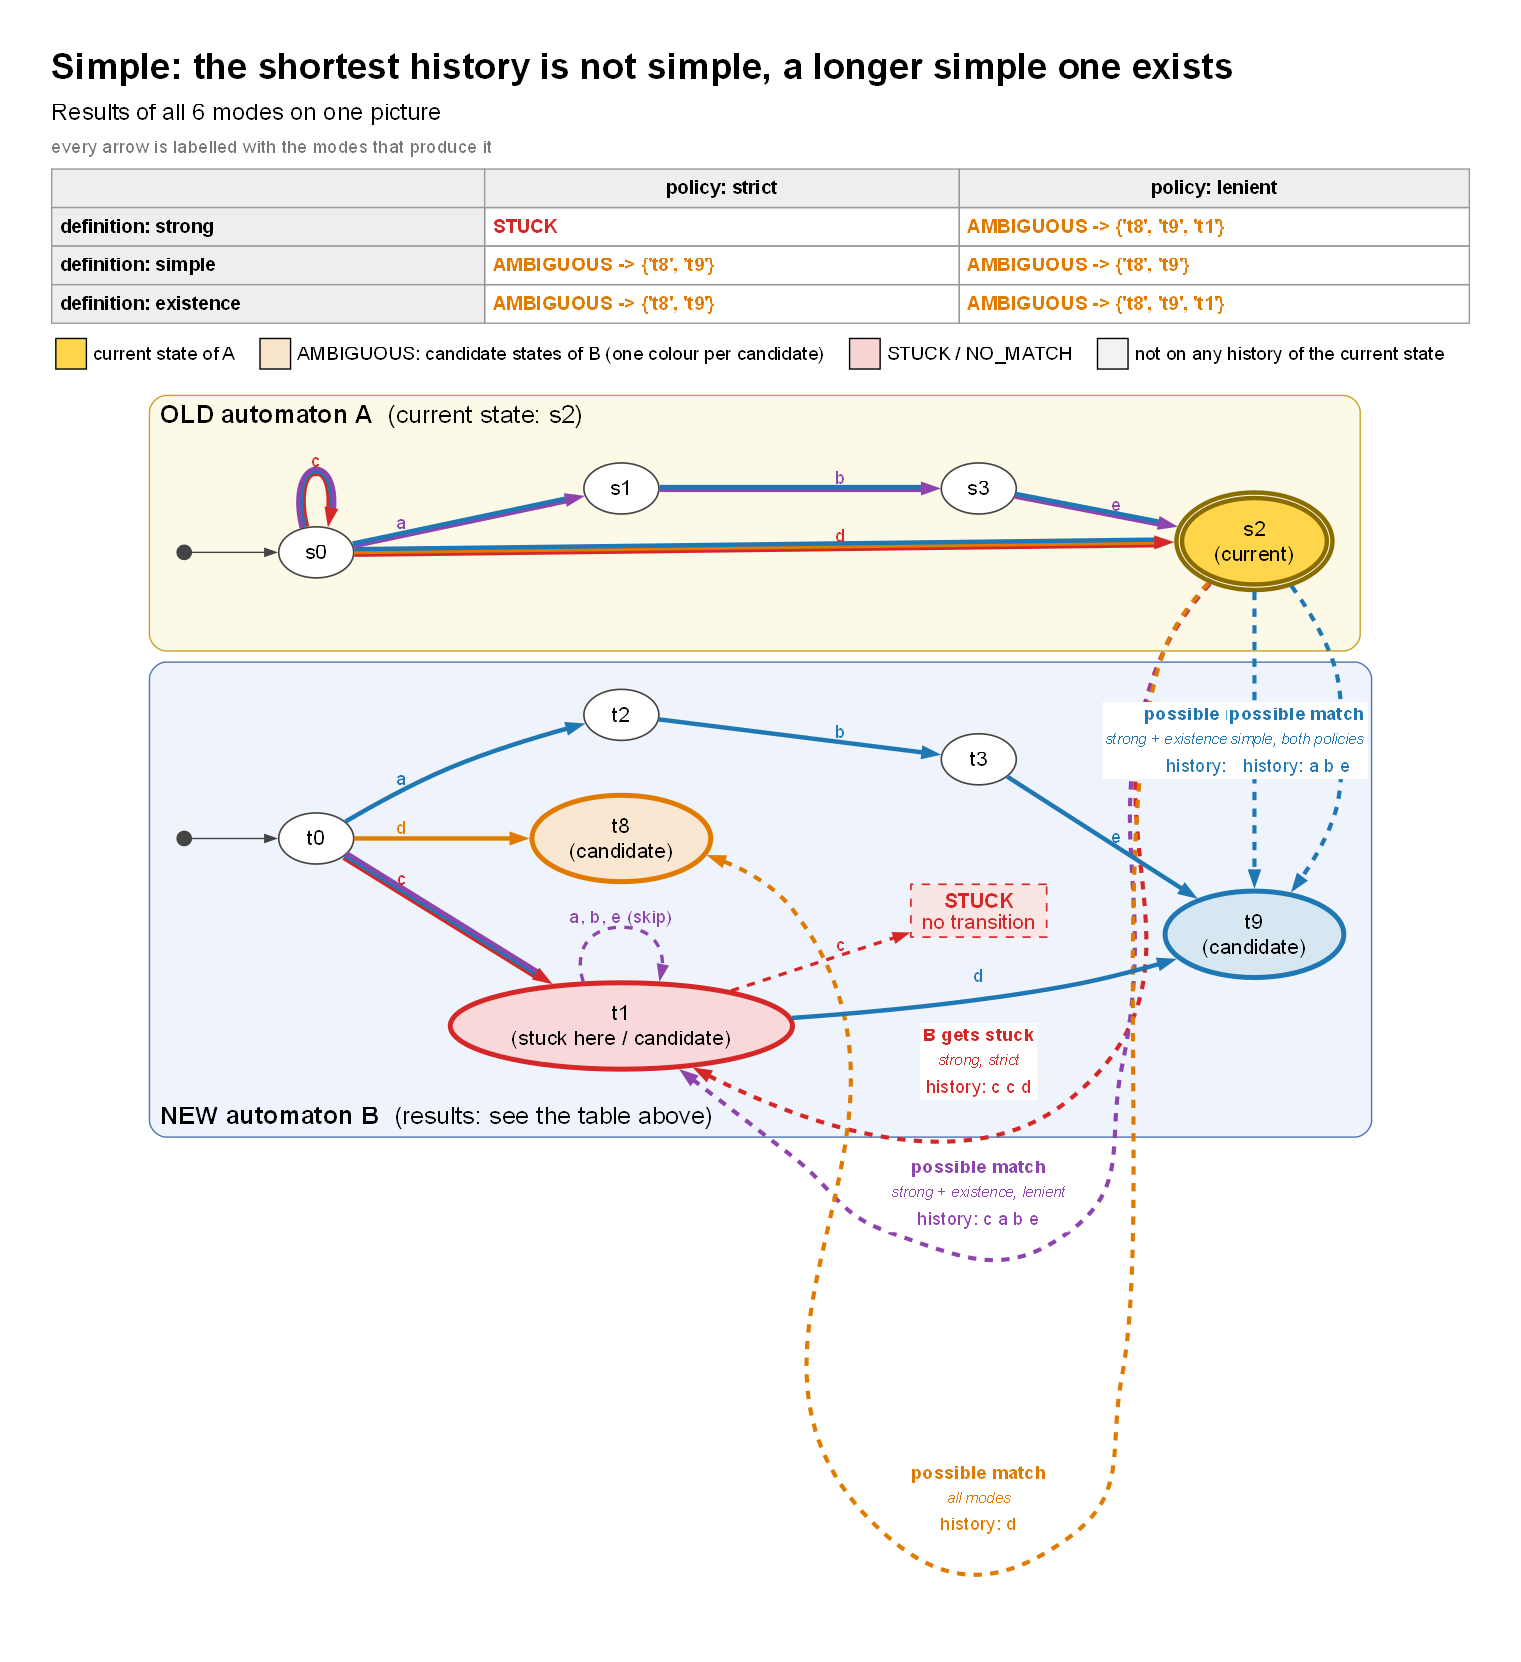 Simple: the shortest history is not simple, a longer simple one exists
Results of all 6 modes on one picture
every arrow is labelled with the modes that produce it
policy: strict policy: lenient
definition: strong STUCK AMBIGUOUS -> {'t8', 't9', 't1'}
definition: simple AMBIGUOUS -> {'t8', 't9'} AMBIGUOUS -> {'t8', 't9'}
definition: existence AMBIGUOUS -> {'t8', 't9'} AMBIGUOUS -> {'t8', 't9', 't1'}
current state of A AMBIGUOUS: candidate states of B (one colour per candidate) STUCK / NO_MATCH not on any history of the current state
OLD automaton A (current state: s2)
c
s0
a
s1
b
s3
e
d
s2
(current)
t2
a
b
t3
possible possible match
strong + existence simple, both policies
history: history: a b e
t0
d
t8
(candidate)
e
c
a, b, e (skip)
STUCK
no transition
c
t9
(candidate)
d
t1
(stuck here / candidate)
B gets stuck
strong, strict
history: c c d
NEW automaton B (results: see the table above)
possible match
strong + existence, lenient
history: c a b e
possible match
all modes
history: d